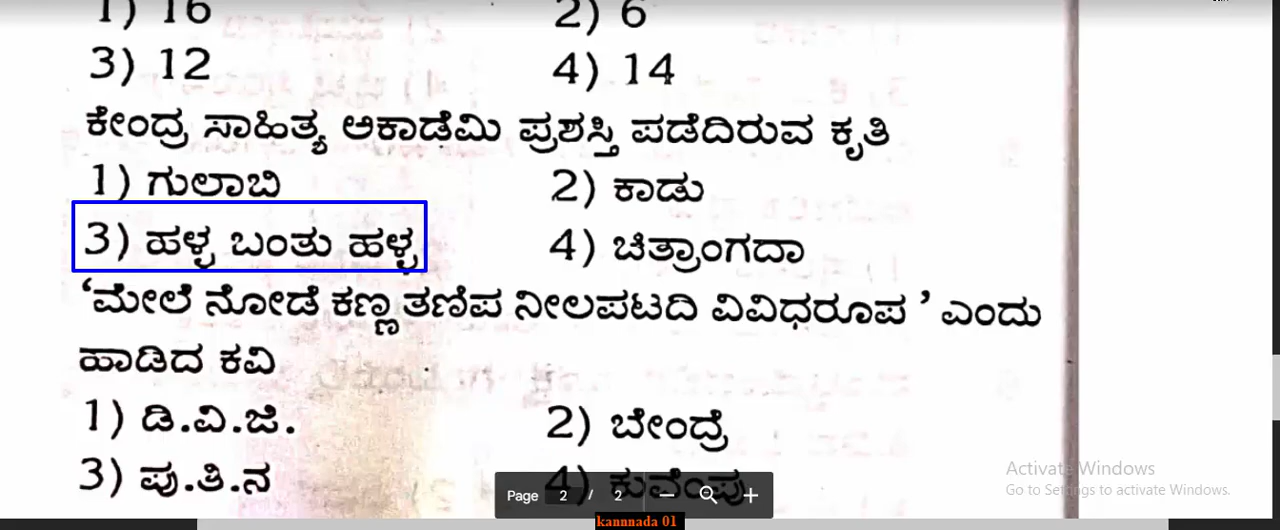 1) 16 2) 6
3) 12 4) 14
ಕೇಂದ್ರ ಸಾಹಿತ್ಯ ಅಕಾಡೆಮಿ ಪ್ರಶಸ್ತಿ ಪಡೆದಿರುವ ಕೃತಿ
1) ಗುಲಾಬಿ 2) ಕಾಡು
3) ಹಳ್ಳ ಬಂತು ಹಳ್ಳ 4) ಚಿತ್ರಾಂಗದಾ
‘ಮೇಲೆ ನೋಡೆ ಕಣ್ಣ ತಣಿಪ ನೀಲಪಟದಿ ವಿವಿಧರೂಪ ’ ಎಂದು
ಹಾಡಿದ ಕವಿ
1) ಡಿ.ವಿ.ಜಿ. 2) ಬೇಂದ್ರೆ
3) ಪು.ತಿ.ನ 4) ಕುವೆಂಪು
Page 2 / 2
Activate Windows
Go to Settings to activate Windows.
kannnada 01